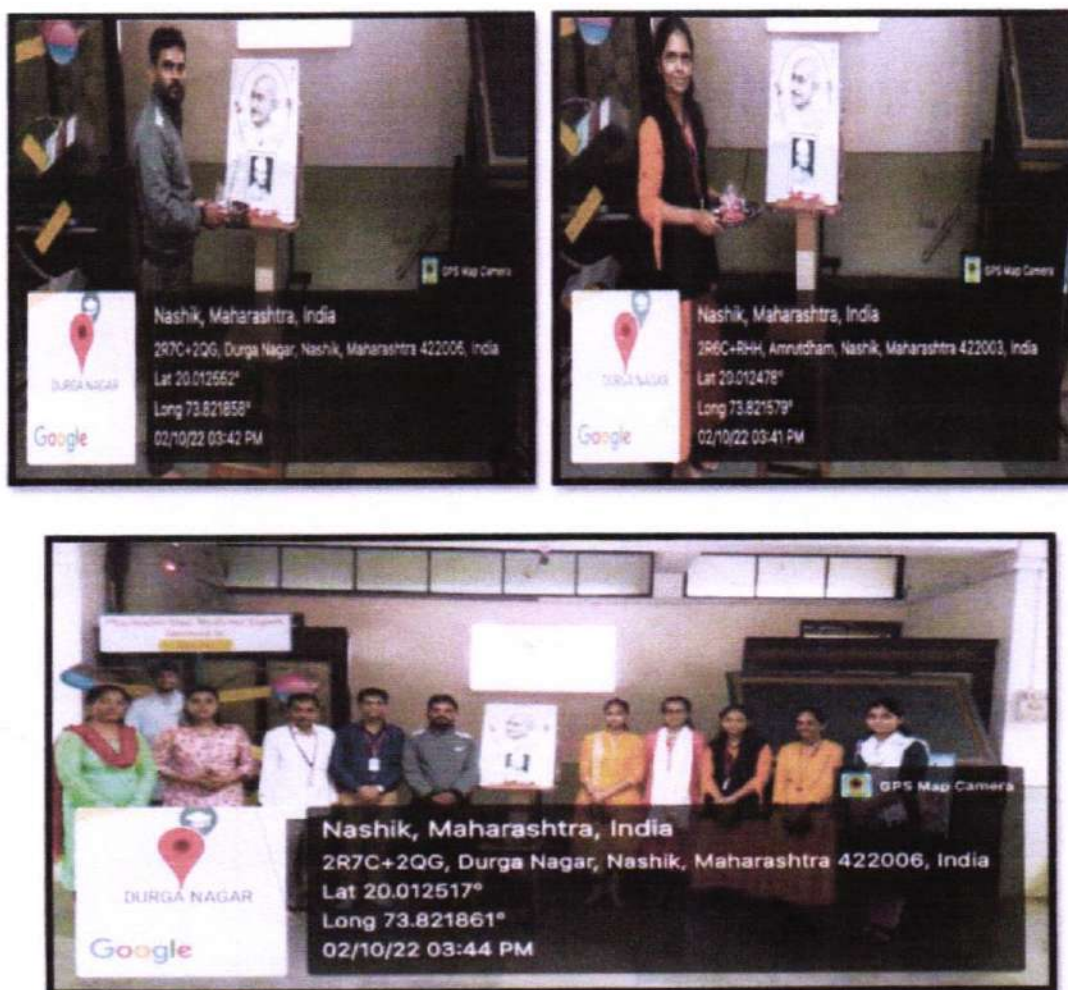 GPS Map Camera
Nashik, Maharashtra, India
2R7C+2QG, Durga Nagar, Nashik, Maharashtra 422006, India
Lat 20.012552°
Long 73.821858°
02/10/22 03:42 PM
DURGA NAGAR
Google
GPS Map Camera
Nashik, Maharashtra, India
2R6C+RHH, Amrutdham, Nashik, Maharashtra 422003, India
Lat 20.012478°
Long 73.821579°
02/10/22 03:41 PM
DURGA NAGAR
Google
GPS Map Camera
Nashik, Maharashtra, India
2R7C+2QG, Durga Nagar, Nashik, Maharashtra 422006, India
Lat 20.012517°
Long 73.821861°
02/10/22 03:44 PM
DURGA NAGAR
Google